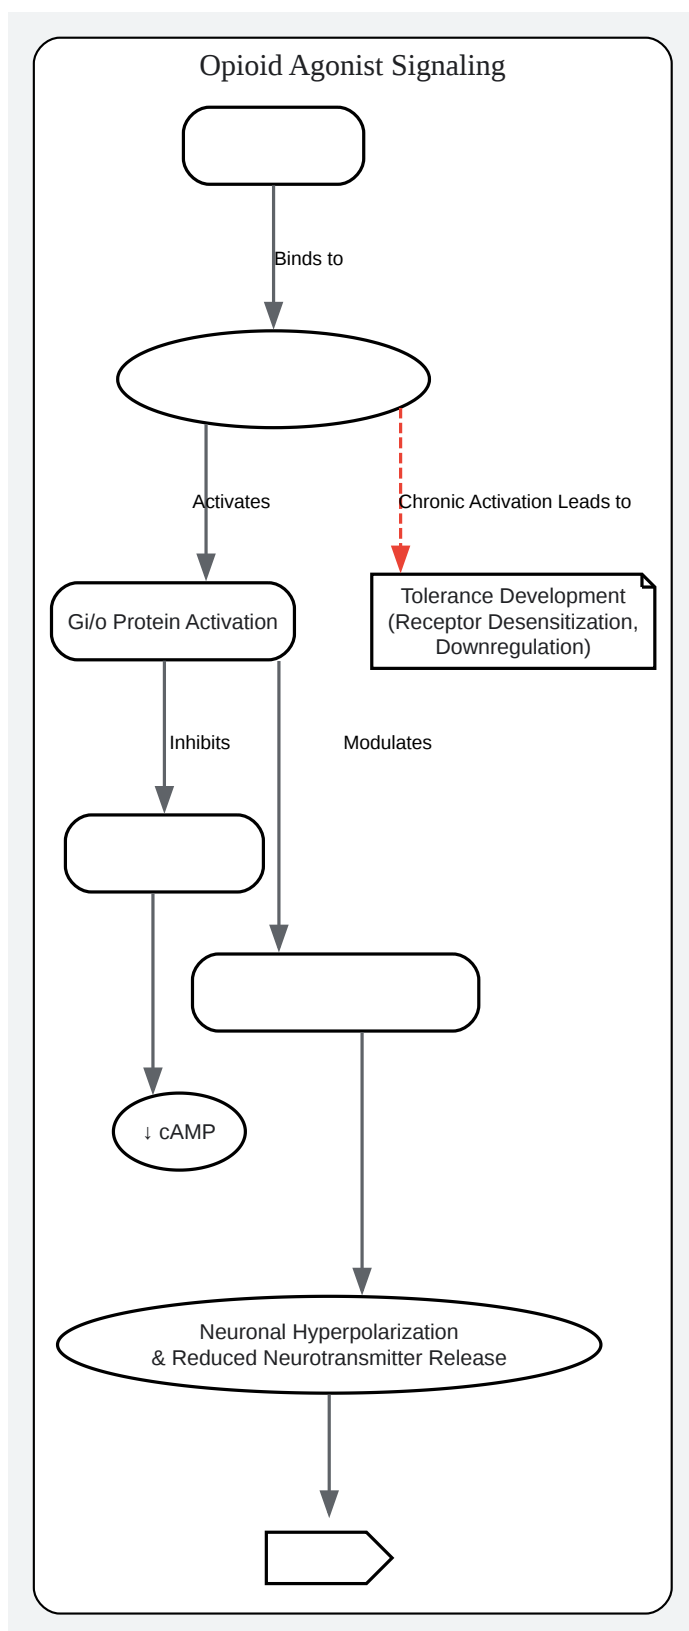 Opioid Agonist Signaling
Binds to
Activates
Chronic Activation Leads to
Gi/o Protein Activation
Tolerance Development
(Receptor Desensitization,
Downregulation)
Inhibits
Modulates
↓ cAMP
Neuronal Hyperpolarization
& Reduced Neurotransmitter Release